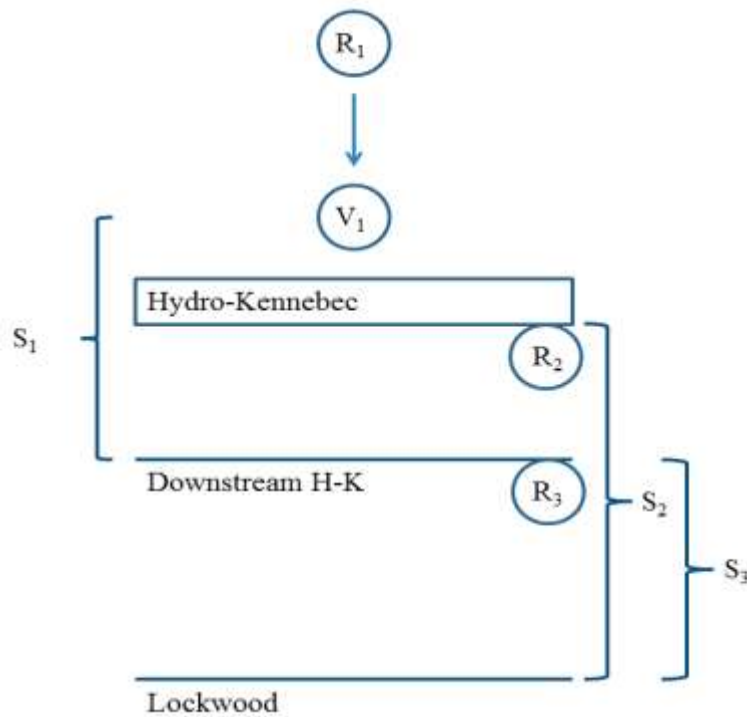 R₁
V₁
Hydro-Kennebec
S₁
R₂
Downstream H-K
R₃
S₂
S₃
Lockwood